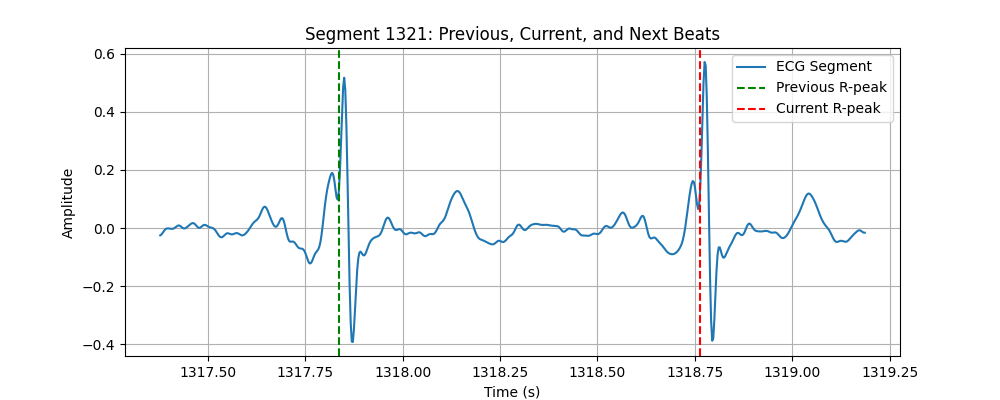 Segment 1321: Previous, Current, and Next Beats
ECG Segment
Previous R-peak
Current R-peak
Amplitude
0.6
0.4
0.2
0.0
−0.2
−0.4
1317.50 1317.75 1318.00 1318.25 1318.50 1318.75 1319.00 1319.25
Time (s)